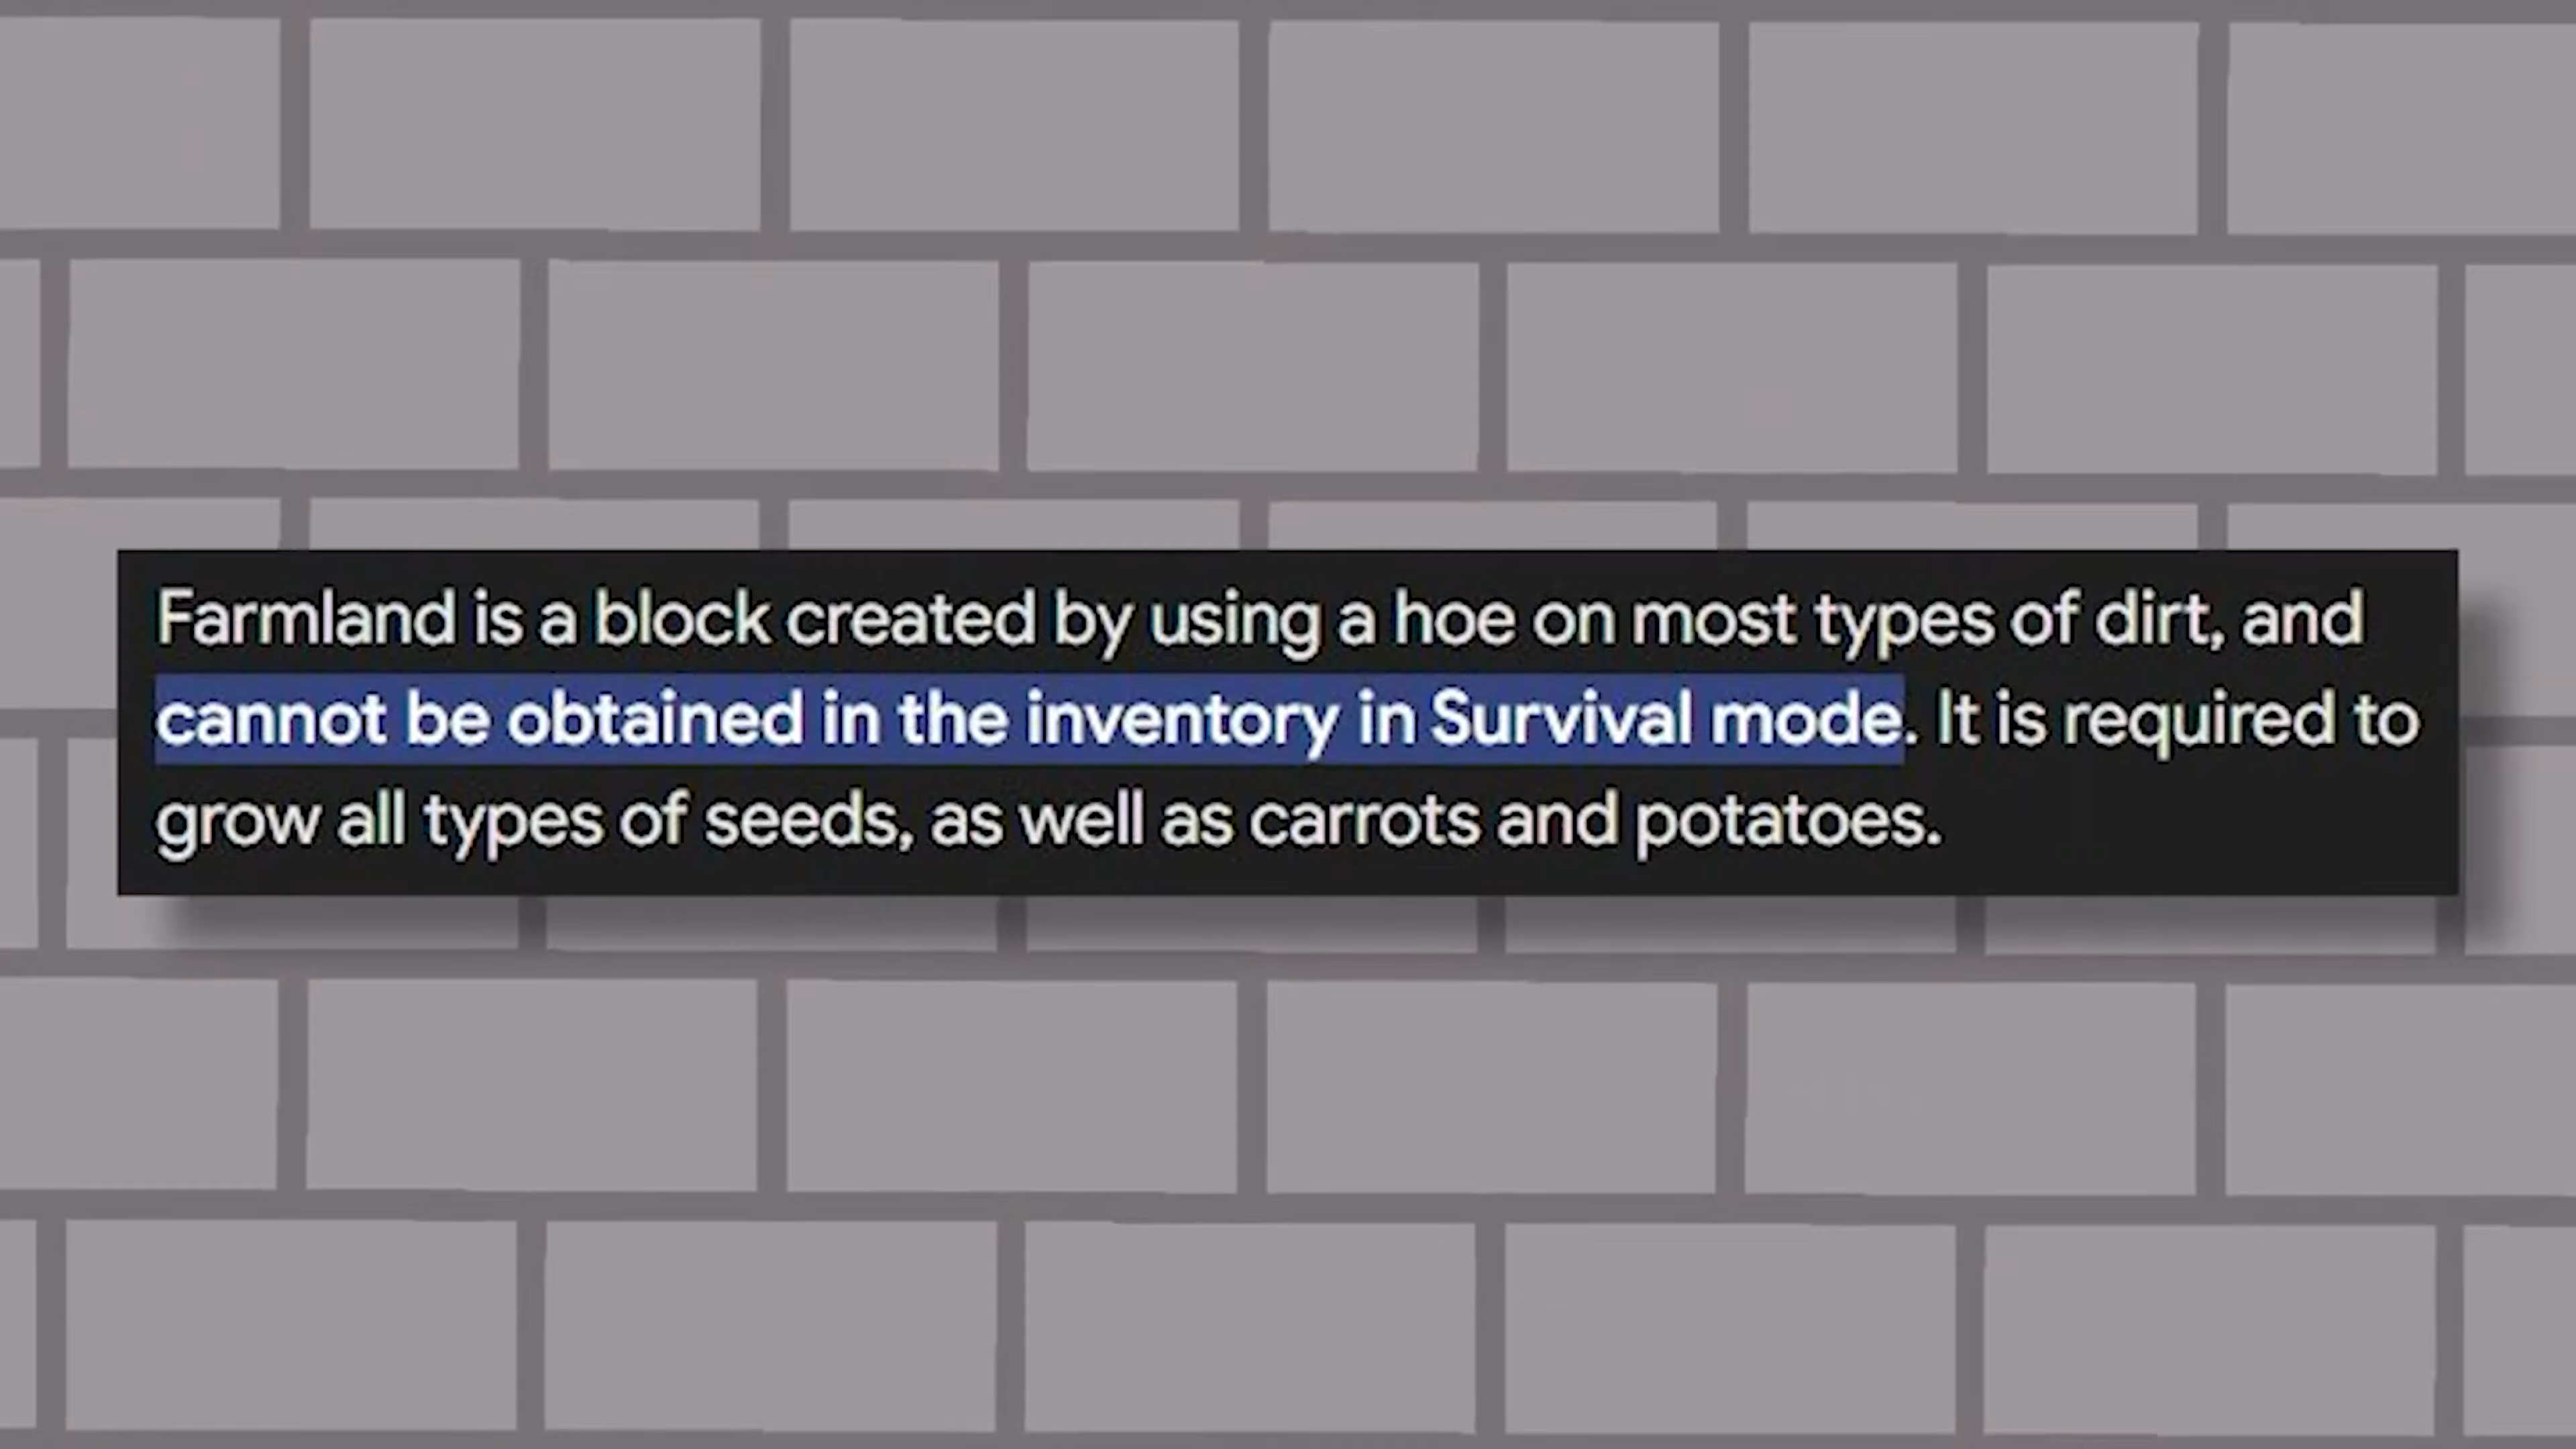 Farmland is a block created by using a hoe on most types of dirt, and
cannot be obtained in the inventory in Survival mode. It is required to
grow all types of seeds, as well as carrots and potatoes.